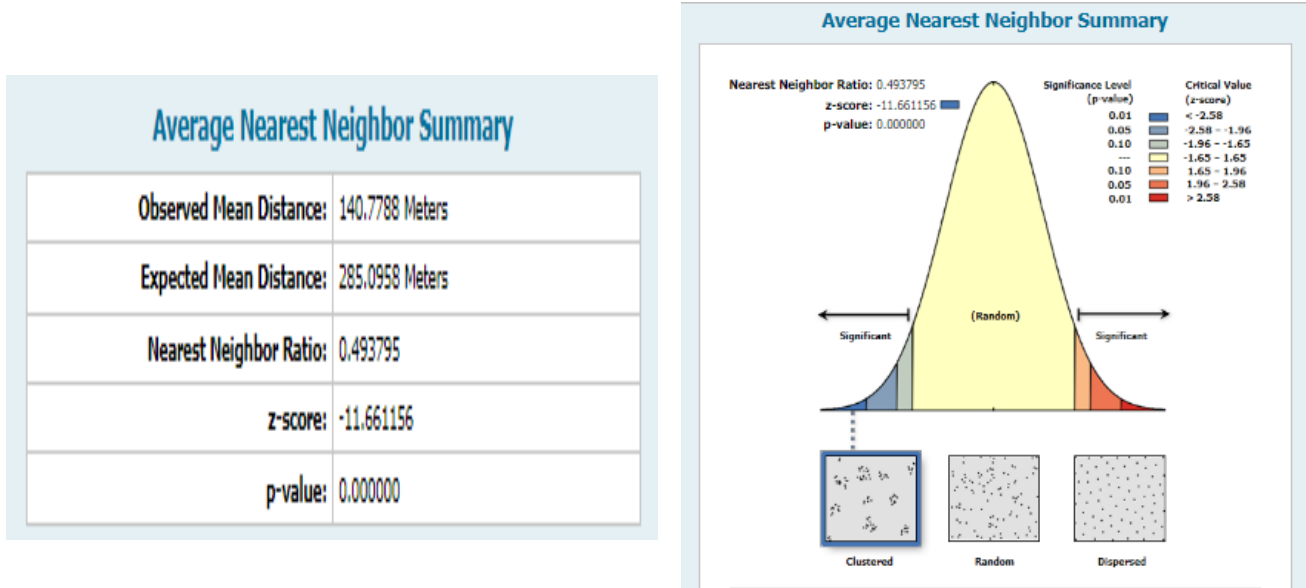 Average Nearest Neighbor Summary
Observed Mean Distance: 140.7788 Meters
Expected Mean Distance: 285.0958 Meters
Nearest Neighbor Ratio: 0.493795
z-score: -11.661156
p-value: 0.000000
Average Nearest Neighbor Summary
Nearest Neighbor Ratio: 0.493795
z-score: -11.661156
p-value: 0.000000
Significance Level Critical Value
(p-value) (z-score)
0.01 < -2.58
0.05 -2.58 - -1.96
0.10 -1.96 - -1.65
--- -1.65 - 1.65
0.10 1.65 - 1.96
0.05 1.96 - 2.58
0.01 > 2.58
(Random)
Significant Significant
Clustered Random Dispersed